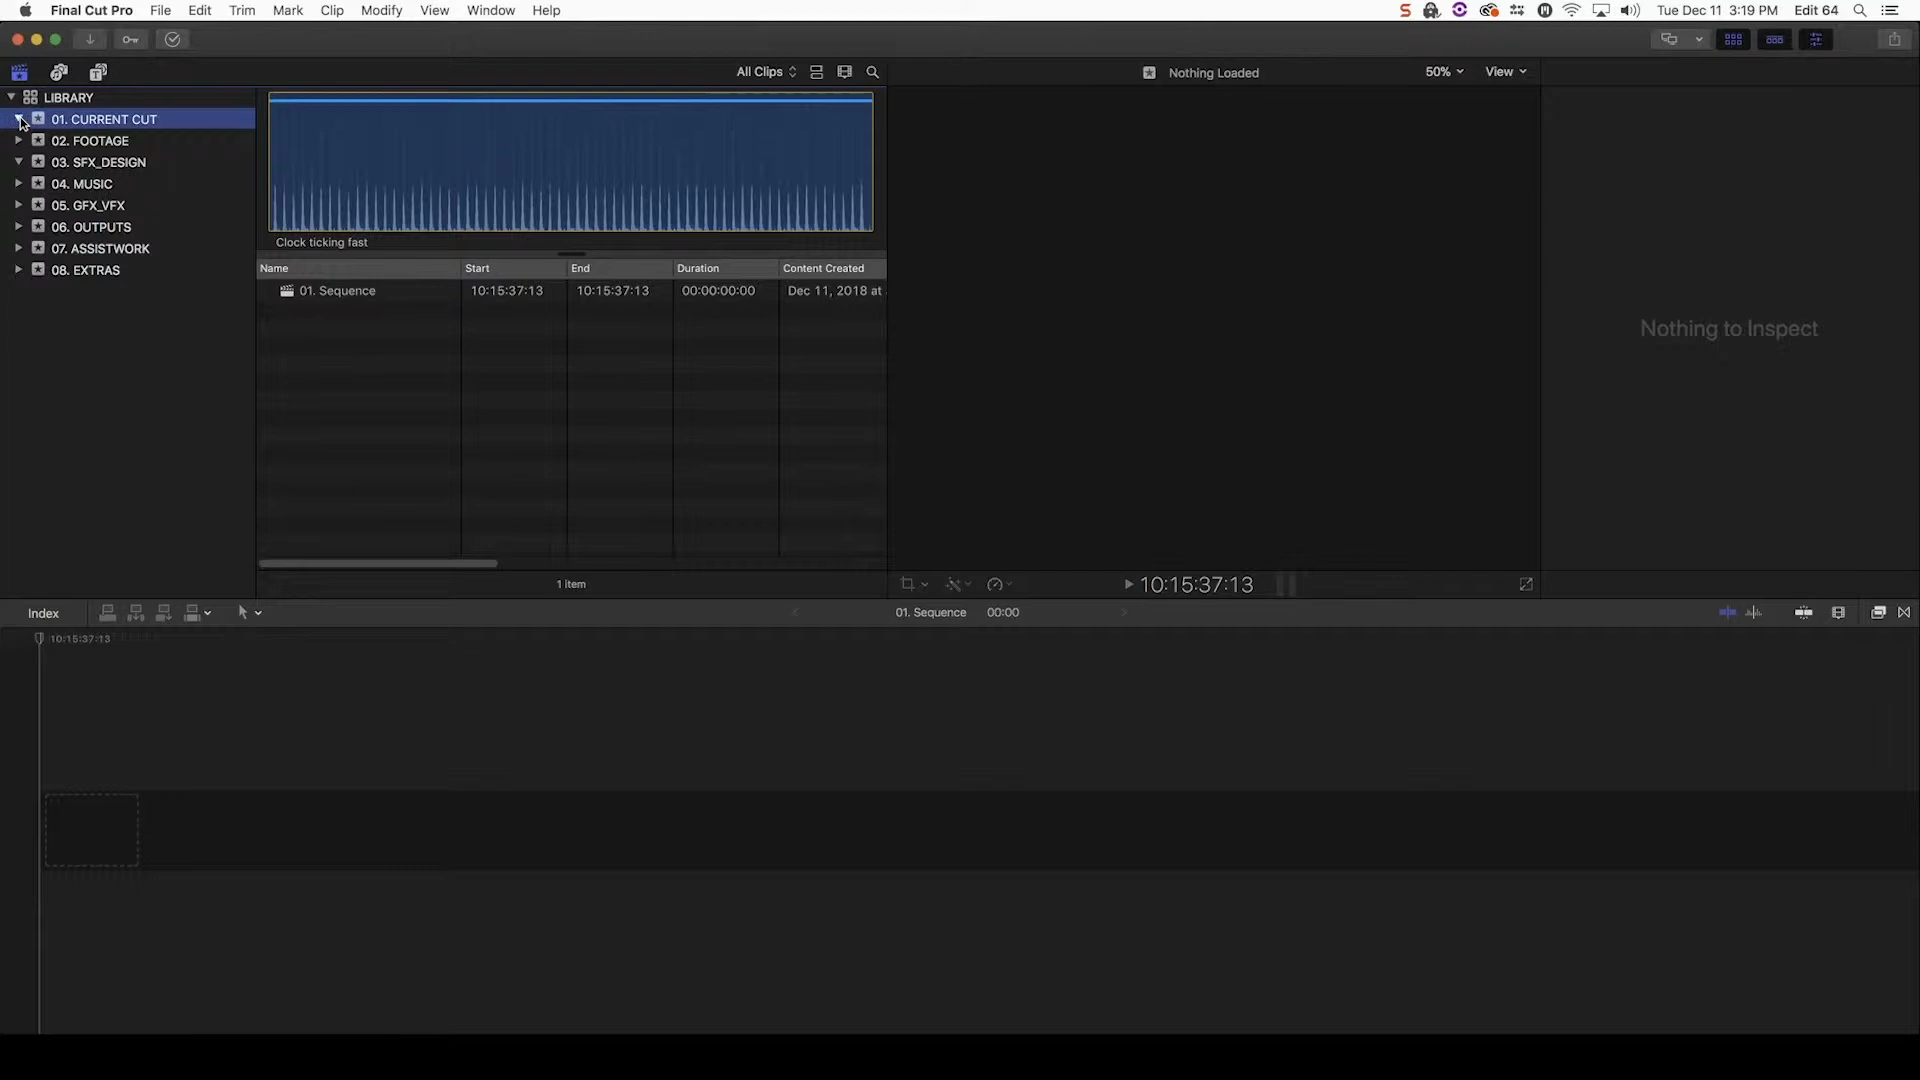 Final Cut Pro File Edit Trim Mark Clip Modify View Window Help Tue Dec 11 3:19 PM Edit 64
All Clips
Nothing Loaded
50%
View
LIBRARY
01. CURRENT CUT
02. FOOTAGE
03. SFX_DESIGN
04. MUSIC
05. GFX_VFX
06. OUTPUTS
07. ASSISTWORK
08. EXTRAS
Clock ticking fast
Name Start End Duration Content Created
01. Sequence 10:15:37:13 10:15:37:13 00:00:00:00 Dec 11, 2018 at
1 item
Nothing to Inspect
10:15:37:13
Index
01. Sequence 00:00
10:15:37:13